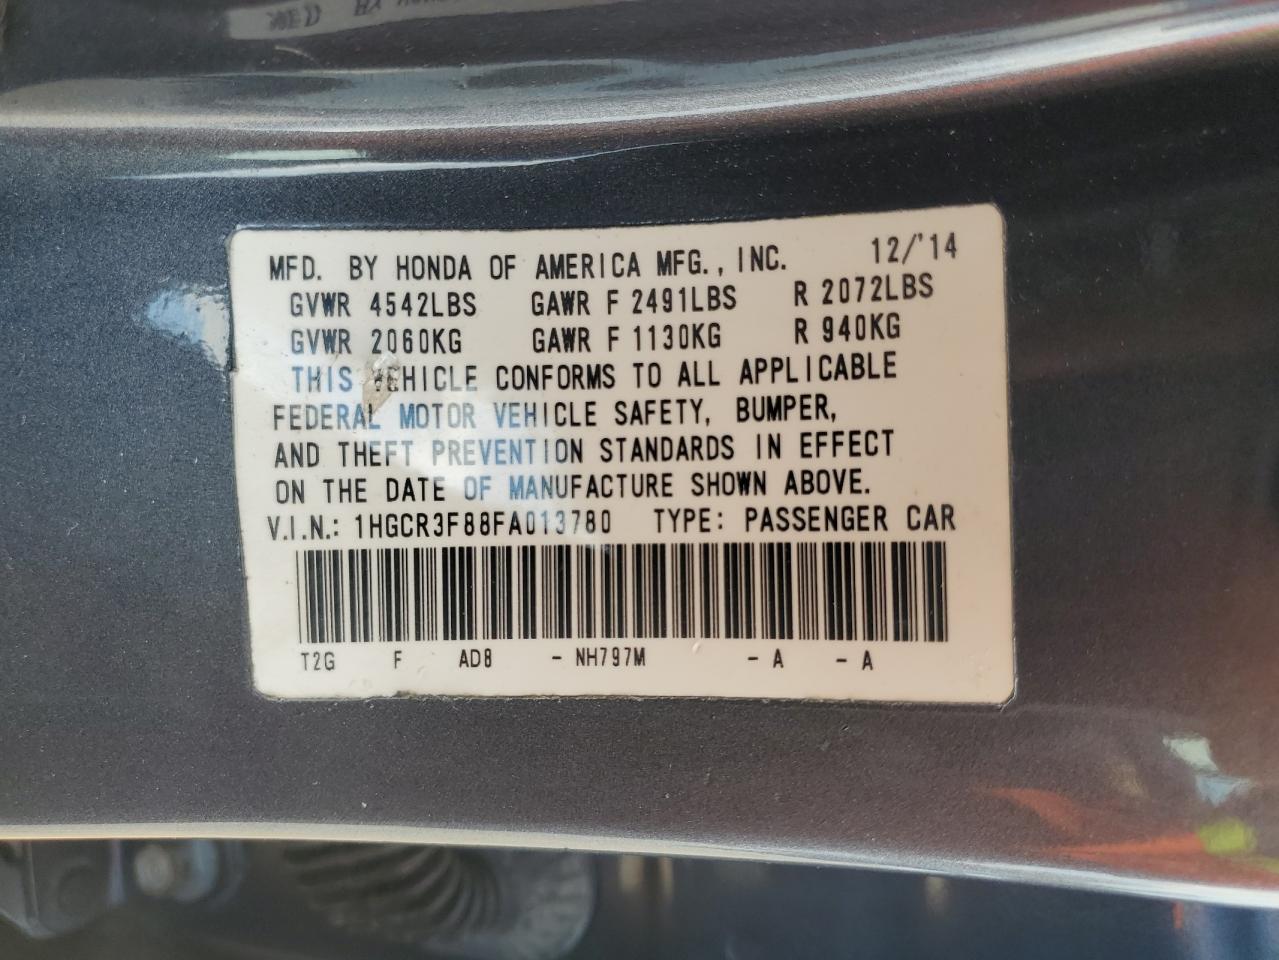 MFD. BY HONDA OF AMERICA MFG., INC. 12/'14
GVWR 4542LBS GAWR F 2491LBS R 2072LBS
GVWR 2060KG GAWR F 1130KG R 940KG
THIS VEHICLE CONFORMS TO ALL APPLICABLE
FEDERAL MOTOR VEHICLE SAFETY, BUMPER,
AND THEFT PREVENTION STANDARDS IN EFFECT
ON THE DATE OF MANUFACTURE SHOWN ABOVE.
V.I.N.: 1HGCR3F88FA013780 TYPE: PASSENGER CAR
T2G F AD8 - NH797M - A - A